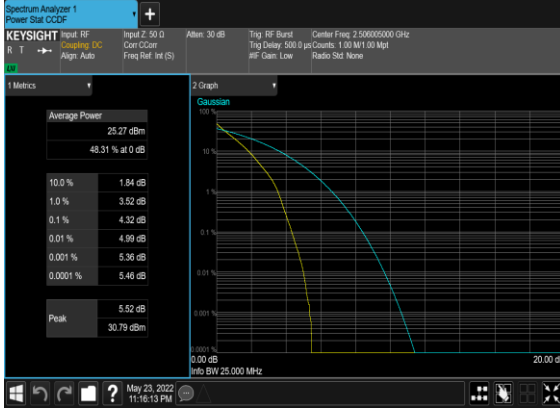 Spectrum Analyzer 1
Power Stat CCDF
+
KEYSIGHT
R T
LV
Input: RF
Coupling: DC
Align: Auto
Input Z: 50 Ω
Corr CCorr
Freq Ref: Int (S)
Atten: 30 dB
Trig: RF Burst
Trig Delay: 500.0 µs
#IF Gain: Low
Center Freq: 2.506005000 GHz
Counts: 1.00 M/1.00 Mpt
Radio Std: None
1 Metrics
Average Power
25.27 dBm
48.31 % at 0 dB
10.0 % 1.84 dB
1.0 % 3.52 dB
0.1 % 4.32 dB
0.01 % 4.99 dB
0.001 % 5.36 dB
0.0001 % 5.46 dB
Peak
5.52 dB
30.79 dBm
2 Graph
Gaussian
100 %
10 %
1 %
0.1 %
0.01 %
0.001 %
0.0001 %
0.00 dB
20.00 d
Info BW 25.000 MHz
?
May 23, 2022
11:16:13 PM